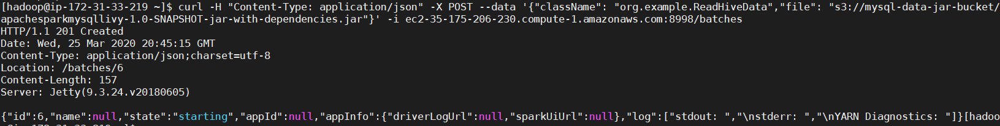 [hadoop@ip-172-31-33-219 ~]$ curl -H "Content-Type: application/json" -X POST --data '{"className": "org.example.ReadHiveData","file": "s3://mysql-data-jar-bucket/
apachesparkmysqllivy-1.0-SNAPSHOT-jar-with-dependencies.jar"}' -i ec2-35-175-206-230.compute-1.amazonaws.com:8998/batches
HTTP/1.1 201 Created
Date: Wed, 25 Mar 2020 20:45:15 GMT
Content-Type: application/json;charset=utf-8
Location: /batches/6
Content-Length: 157
Server: Jetty(9.3.24.v20180605)
{"id":6,"name":null,"state":"starting","appId":null,"appInfo":{"driverLogUrl":null,"sparkUiUrl":null},"log":["stdout: ","\nstderr: ","\nYARN Diagnostics: "]}[hadoo